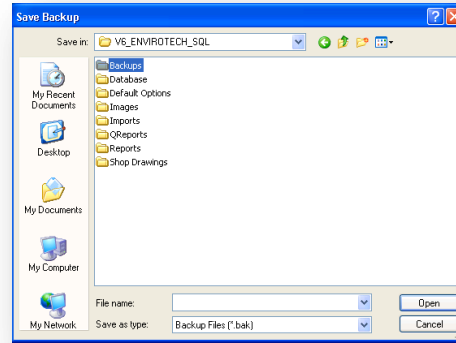 Save Backup
Save in:
V6_ENVIROTECH_SQL
My Recent
Documents
Desktop
My Documents
My Computer
My Network
Backups
Database
Default Options
Images
Imports
QReports
Reports
Shop Drawings
File name:
Open
Save as type:
Backup Files (*.bak)
Cancel